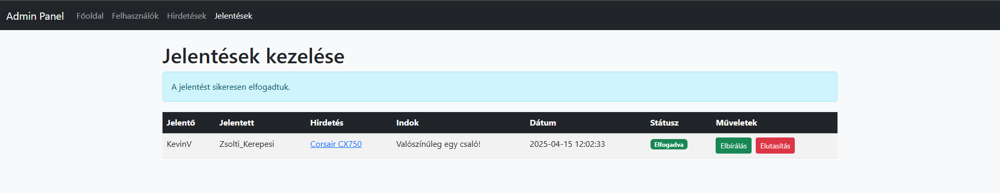 Admin Panel Főoldal Felhasználók Hirdetések Jelentések
Jelentések kezelése
A jelentést sikeresen elfogadtuk.
Jelentő Jelentett Hirdetés Indok Dátum Státusz Műveletek
KevinV Zsolti_Kerepesi Corsair CX750 Valószínűleg egy csaló! 2025-04-15 12:02:33 Elfogadva Elbírálás Elutasítás